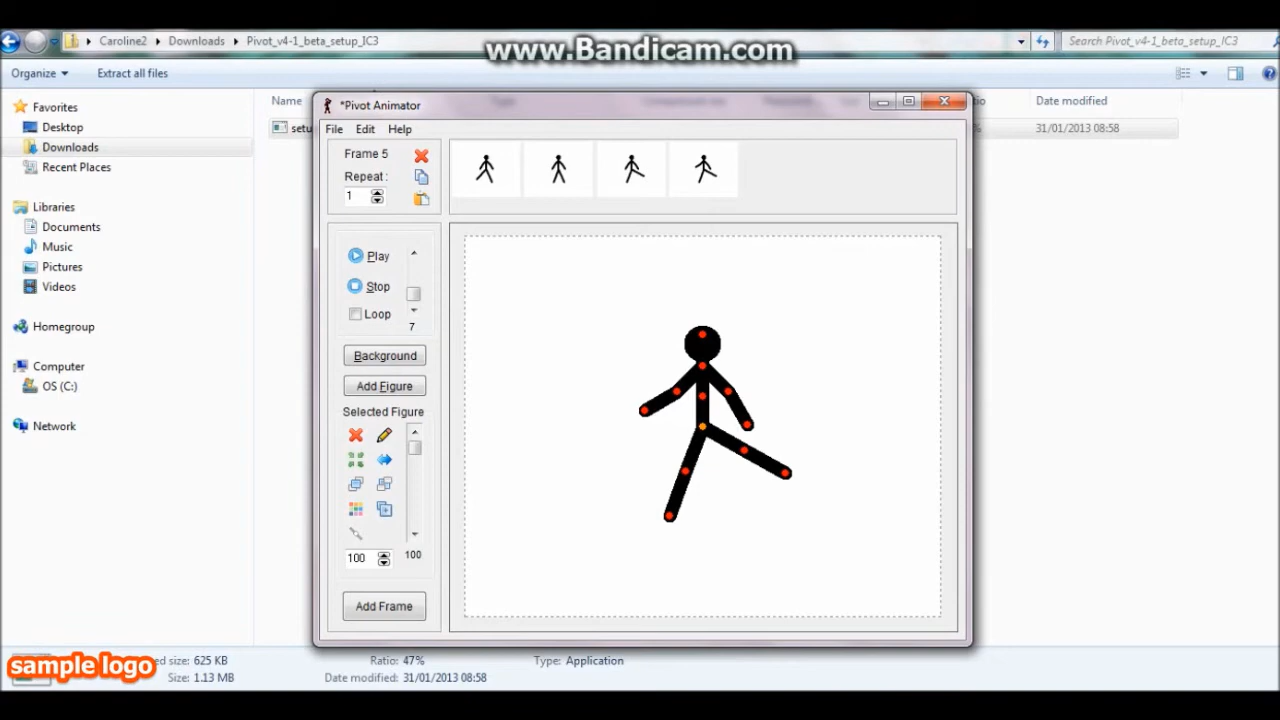 www.Bandicam.com
Caroline2 Downloads Pivot_v4-1_beta_setup_IC3
Search Pivot_v4-1_beta_setup_IC3
Organize Extract all files
Favorites
Desktop
Downloads
Recent Places
Libraries
Documents
Music
Pictures
Videos
Homegroup
Computer
OS (C:)
Network
Name
Date modified
31/01/2013 08:58
*Pivot Animator
File Edit Help
Frame 5
Repeat:
1
Play
Stop
Loop
7
Background
Add Figure
Selected Figure
100 100
Add Frame
sample logo
size: 625 KB Ratio: 47% Type: Application
Size: 1.13 MB Date modified: 31/01/2013 08:58